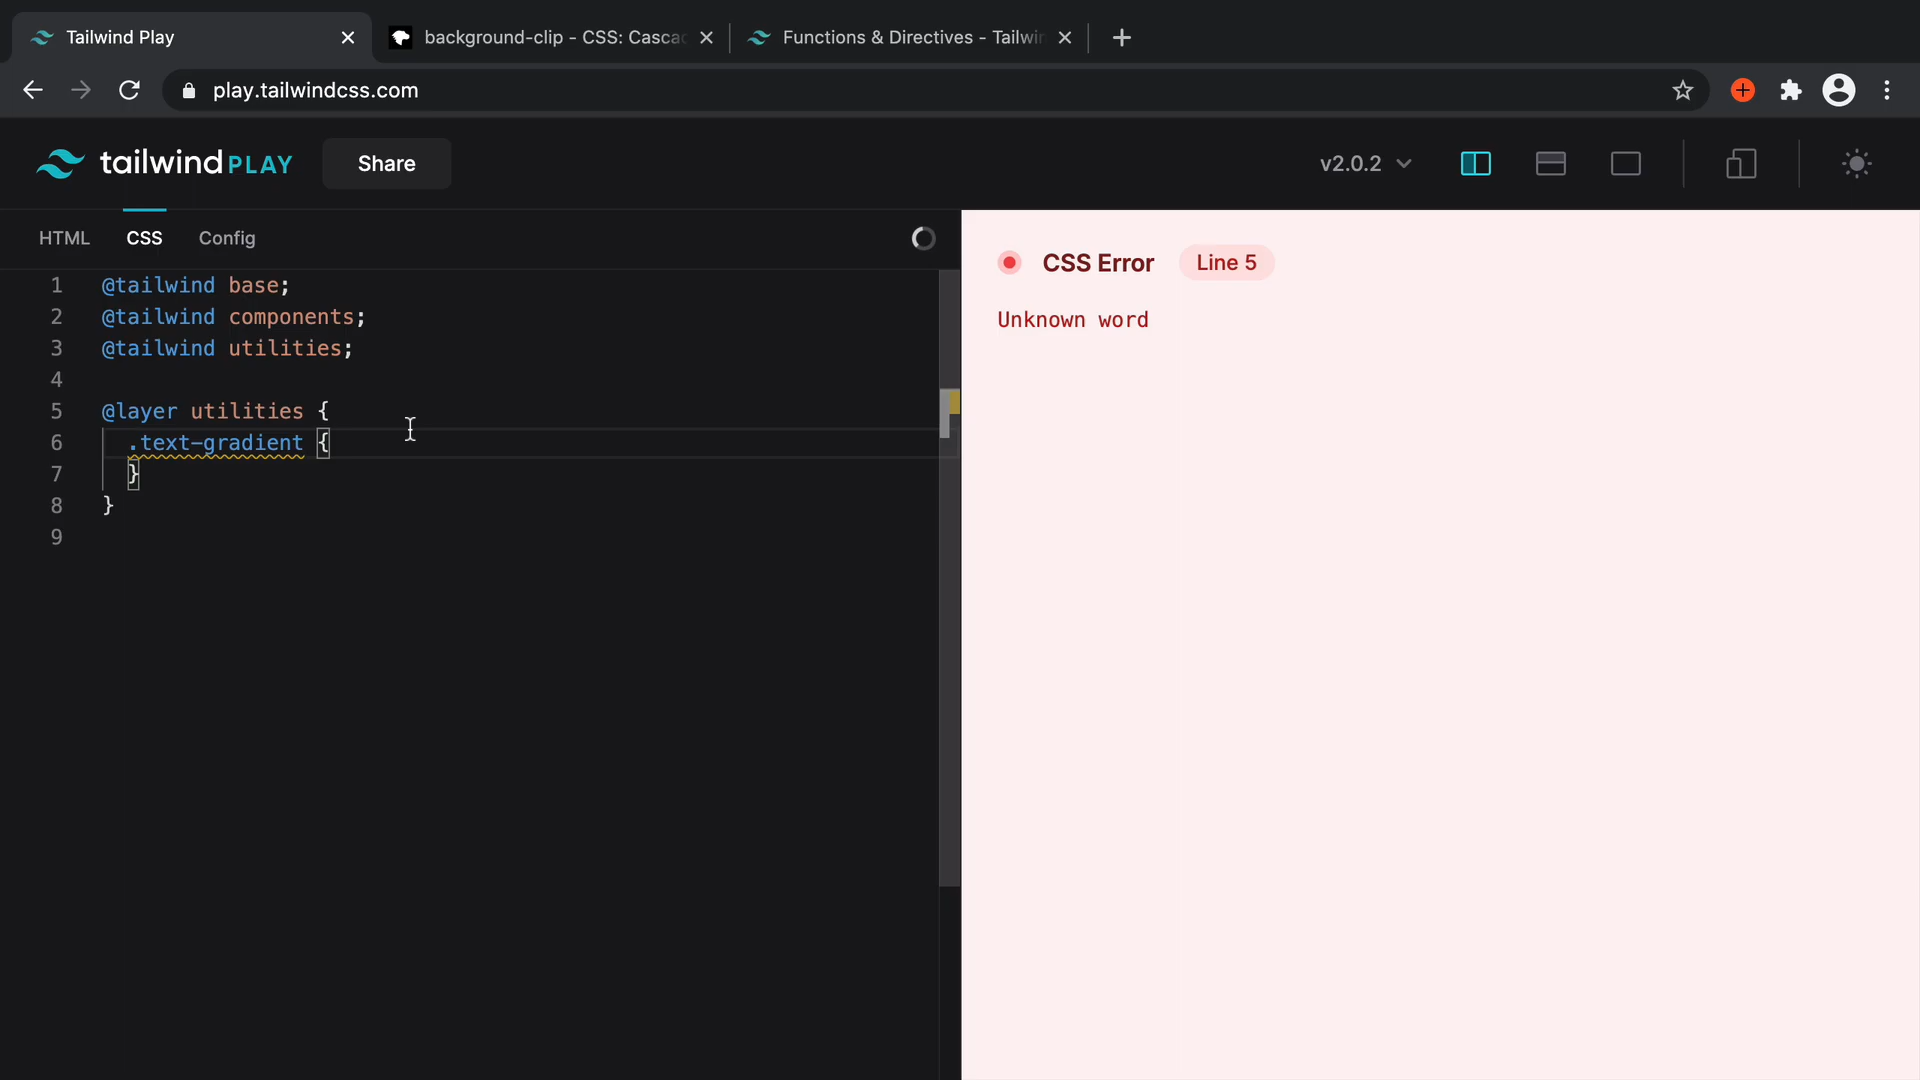 Tailwind Play
background-clip - CSS: Casca
Functions & Directives - Tailwin
play.tailwindcss.com
tailwind PLAY
Share
v2.0.2
HTML
CSS
Config
1 @tailwind base;
2 @tailwind components;
3 @tailwind utilities;
4
5 @layer utilities {
6 .text-gradient {
7 }
8 }
9
CSS Error
Line 5
Unknown word